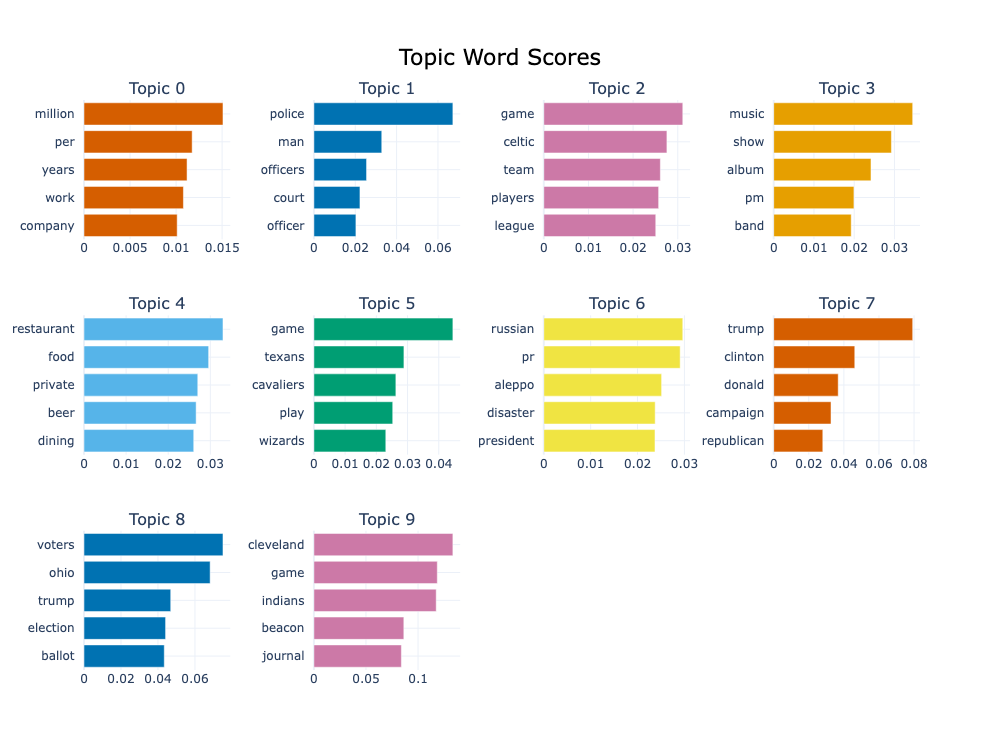 Topic Word Scores
Topic 0
million
per
years
work
company
0 0.005 0.01 0.015
Topic 1
police
man
officers
court
officer
0 0.02 0.04 0.06
Topic 2
game
celtic
team
players
league
0 0.01 0.02 0.03
Topic 3
music
show
album
pm
band
0 0.01 0.02 0.03
Topic 4
restaurant
food
private
beer
dining
0 0.01 0.02 0.03
Topic 5
game
texans
cavaliers
play
wizards
0 0.01 0.02 0.03 0.04
Topic 6
russian
pr
aleppo
disaster
president
0 0.01 0.02 0.03
Topic 7
trump
clinton
donald
campaign
republican
0 0.02 0.04 0.06 0.08
Topic 8
voters
ohio
trump
election
ballot
0 0.02 0.04 0.06
Topic 9
cleveland
game
indians
beacon
journal
0 0.05 0.1